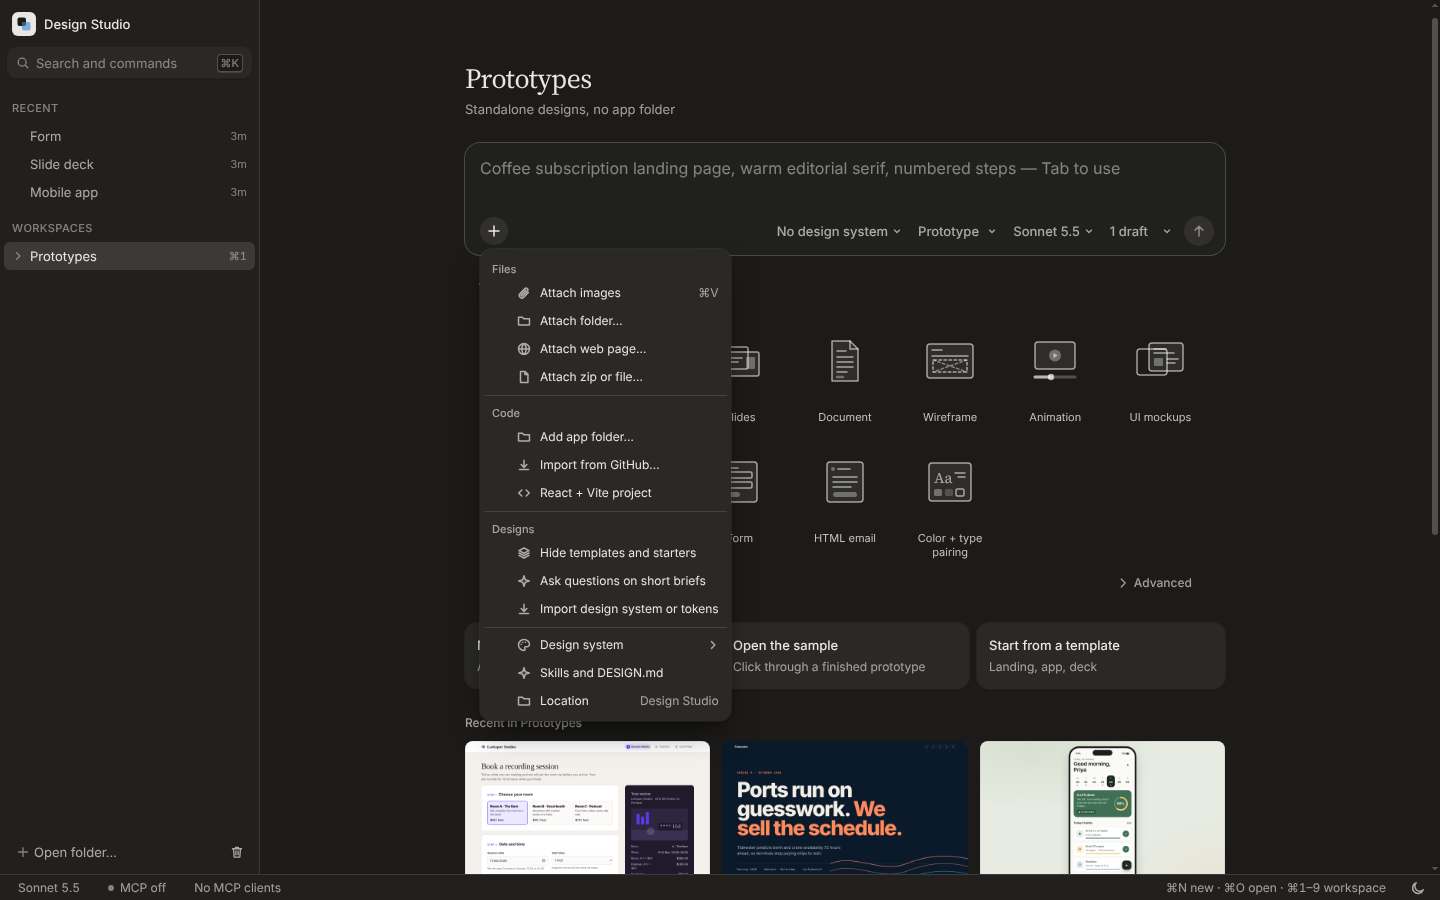 Design Studio
Search and commands ⌘K
RECENT
Form 3m
Slide deck 3m
Mobile app 3m
WORKSPACES
Prototypes ⌘1
Open folder...
Prototypes
Standalone designs, no app folder
Coffee subscription landing page, warm editorial serif, numbered steps — Tab to use
No design system Prototype Sonnet 5.5 1 draft
Files
Attach images ⌘V
Attach folder...
Attach web page...
Attach zip or file...
Code
Add app folder...
Import from GitHub...
React + Vite project
Designs
Hide templates and starters
Ask questions on short briefs
Import design system or tokens
Design system
Skills and DESIGN.md
Location Design Studio
Document Wireframe Animation UI mockups
Form HTML email Color + type
pairing
Advanced
Open the sample
Click through a finished prototype
Start from a template
Landing, app, deck
Recent in Prototypes
Book a recording session
Choose your room
Date and time
Ports run on
guesswork. We
sell the schedule.
Good morning,
Priya
Sonnet 5.5 MCP off No MCP clients
⌘N new · ⌘O open · ⌘1–9 workspace